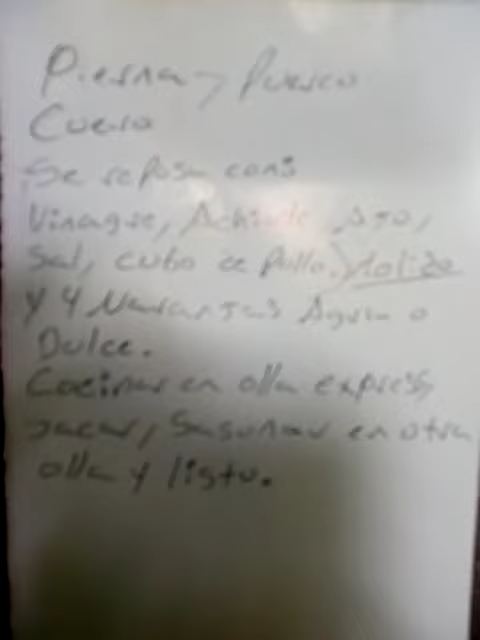 Pierna y Puerco
Cuero
Se reposa con:
Vinagre, Achiote, Ajo,
Sal, cubo de Pollo,
y 4 Naranjas Agria o
Dulce.
Cocinar en olla express,
sacar, Sasonar en otra
olla y listo.